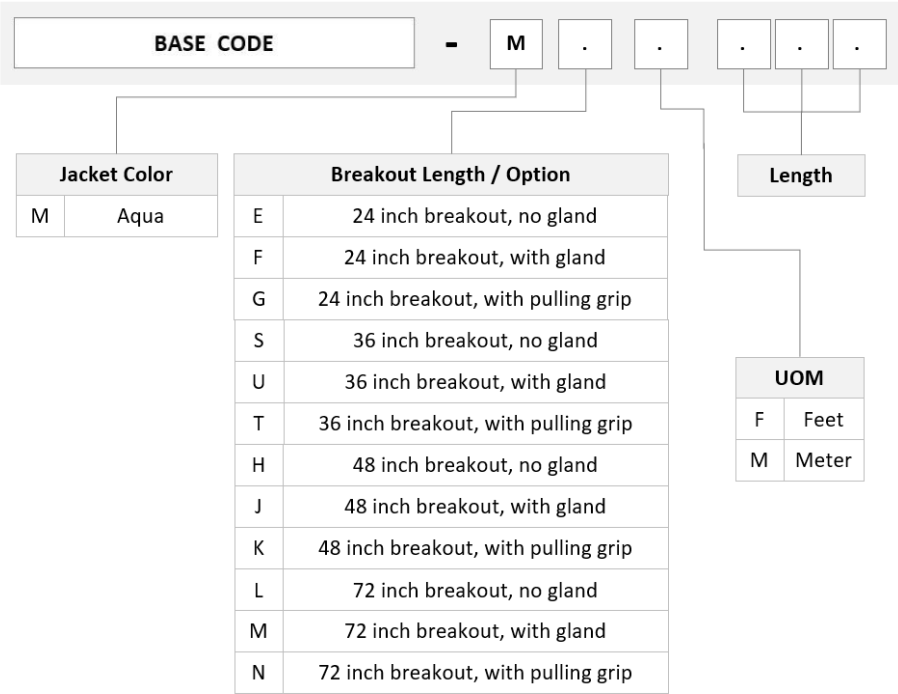 BASE CODE - M . . . . .
Jacket Color
M Aqua
Breakout Length / Option
E 24 inch breakout, no gland
F 24 inch breakout, with gland
G 24 inch breakout, with pulling grip
S 36 inch breakout, no gland
U 36 inch breakout, with gland
T 36 inch breakout, with pulling grip
H 48 inch breakout, no gland
J 48 inch breakout, with gland
K 48 inch breakout, with pulling grip
L 72 inch breakout, no gland
M 72 inch breakout, with gland
N 72 inch breakout, with pulling grip
Length
UOM
F Feet
M Meter